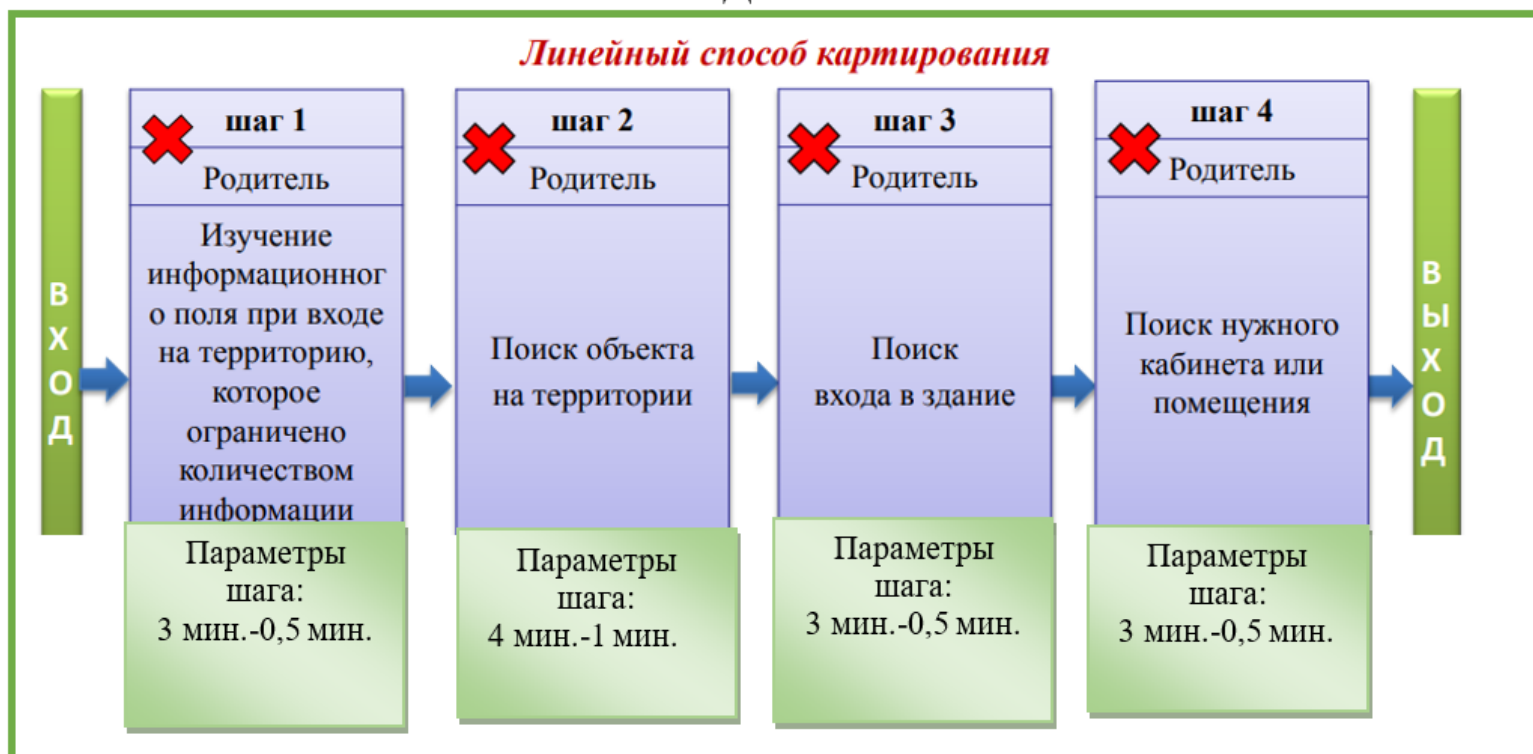 Линейный способ картирования
ВХОД
шаг 1
Родитель
Изучение
информационног
о поля при входе
на территорию,
которое
ограничено
количеством
информации
Параметры
шага:
3 мин.-0,5 мин.
шаг 2
Родитель
Поиск объекта
на территории
Параметры
шага:
4 мин.-1 мин.
шаг 3
Родитель
Поиск
входа в здание
Параметры
шага:
3 мин.-0,5 мин.
шаг 4
Родитель
Поиск нужного
кабинета или
помещения
Параметры
шага:
3 мин.-0,5 мин.
ВЫХОД